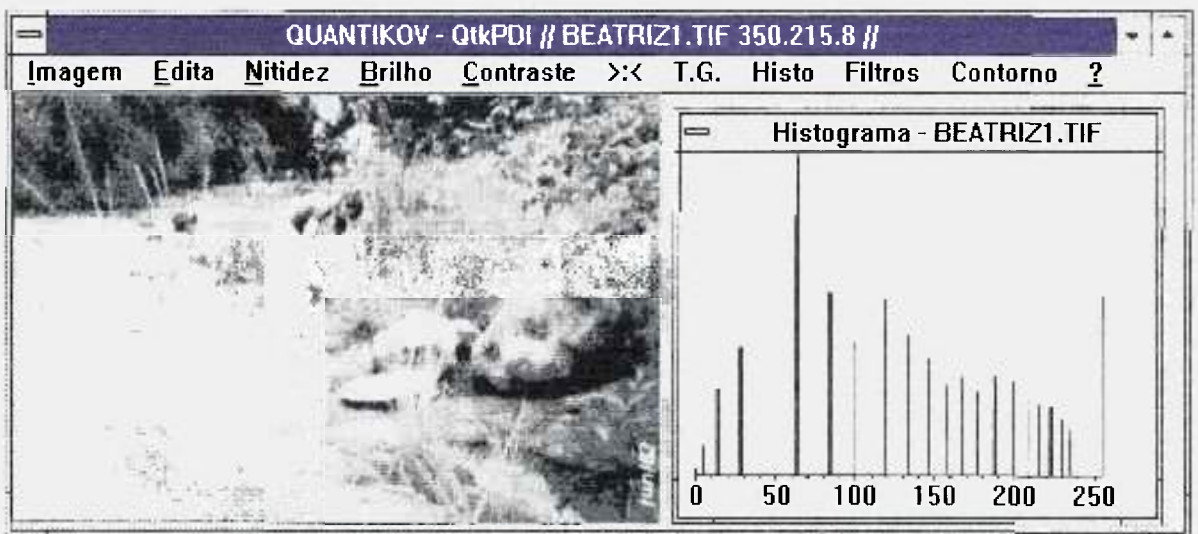 QUANTIKOV - QtkPDI // BEATRIZ1.TIF 350.215.8 //
Imagem Edita Nitidez Brilho Contraste >:< T.G. Histo Filtros Contorno ?
Histograma - BEATRIZ1.TIF
0 50 100 150 200 250